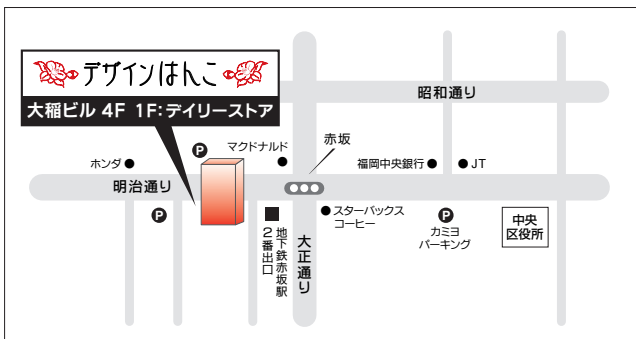 デザインはんこ
大稲ビル 4F 1F:デイリーストア
昭和通り
赤坂
マクドナルド
P
ホンダ
福岡中央銀行
JT
明治通り
P
スターバックス
コーヒー
P
カミヨ
パーキング
中央
区役所
地下鉄赤坂駅
2番出口
大正通り